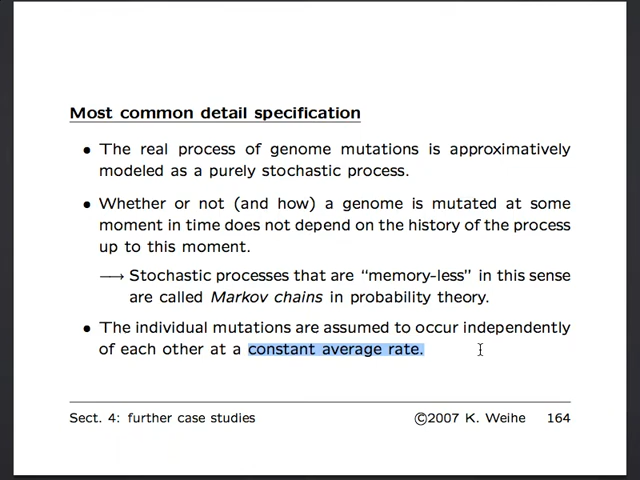 Most common detail specification
• The real process of genome mutations is approximatively
modeled as a purely stochastic process.
• Whether or not (and how) a genome is mutated at some
moment in time does not depend on the history of the process
up to this moment.
⟶ Stochastic processes that are “memory-less” in this sense
are called Markov chains in probability theory.
• The individual mutations are assumed to occur independently
of each other at a constant average rate.
Sect. 4: further case studies ©2007 K. Weihe 164